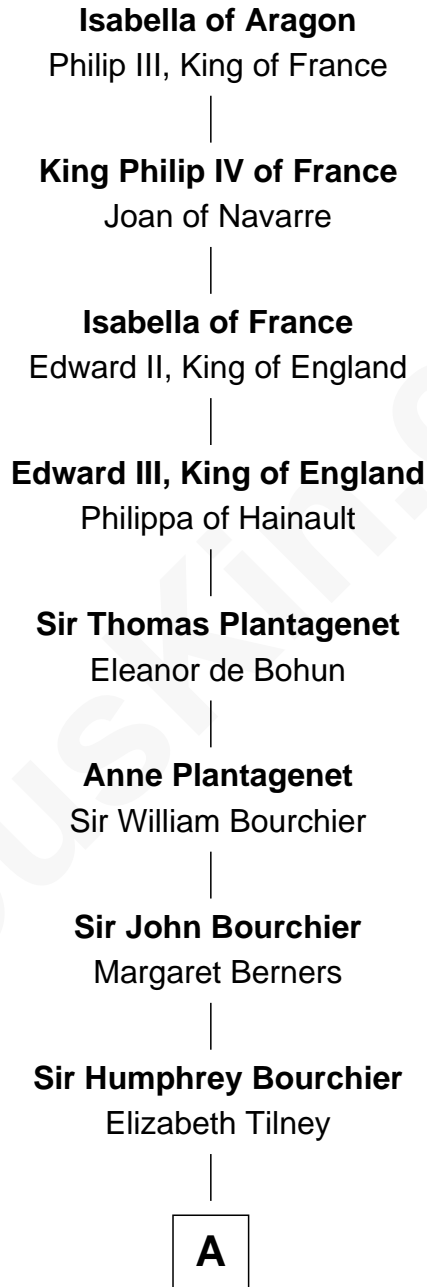 Isabella of Aragon
Philip III, King of France
King Philip IV of France
Joan of Navarre
Isabella of France
Edward II, King of England
Edward III, King of England
Philippa of Hainault
Sir Thomas Plantagenet
Eleanor de Bohun
Anne Plantagenet
Sir William Bourchier
Sir John Bourchier
Margaret Berners
Sir Humphrey Bourchier
Elizabeth Tilney
A